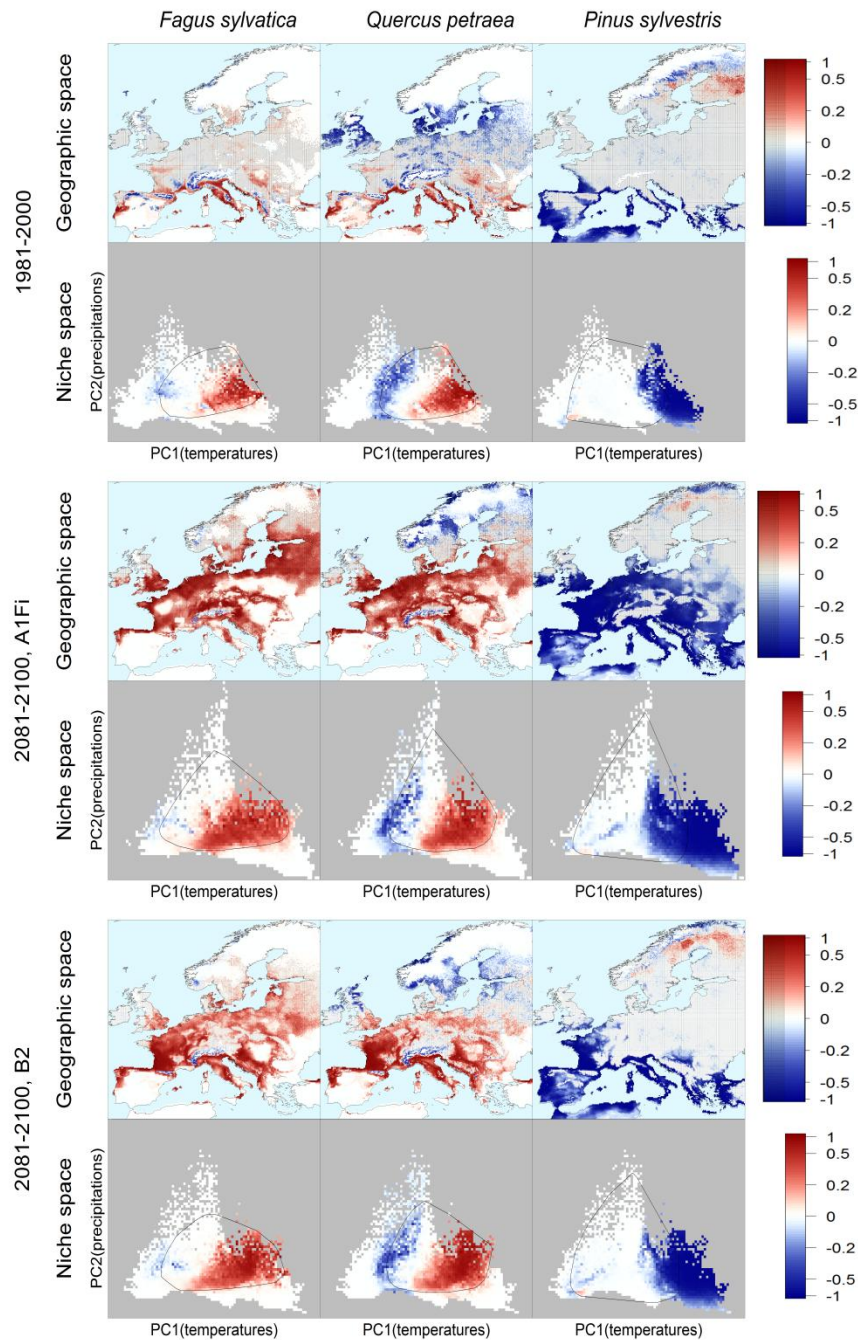 Fagus sylvatica Quercus petraea Pinus sylvestris
1981-2000
Geographic space
1
0.5
0.2
0
-0.2
-0.5
-1
Niche space
PC2(precipitations)
1
0.5
0.2
0
-0.2
-0.5
-1
PC1(temperatures) PC1(temperatures) PC1(temperatures)
2081-2100, A1Fi
Geographic space
1
0.5
0.2
0
-0.2
-0.5
-1
Niche space
PC2(precipitations)
1
0.5
0.2
0
-0.2
-0.5
-1
PC1(temperatures) PC1(temperatures) PC1(temperatures)
2081-2100, B2
Geographic space
1
0.5
0.2
0
-0.2
-0.5
-1
Niche space
PC2(precipitations)
1
0.5
0.2
0
-0.2
-0.5
-1
PC1(temperatures) PC1(temperatures) PC1(temperatures)